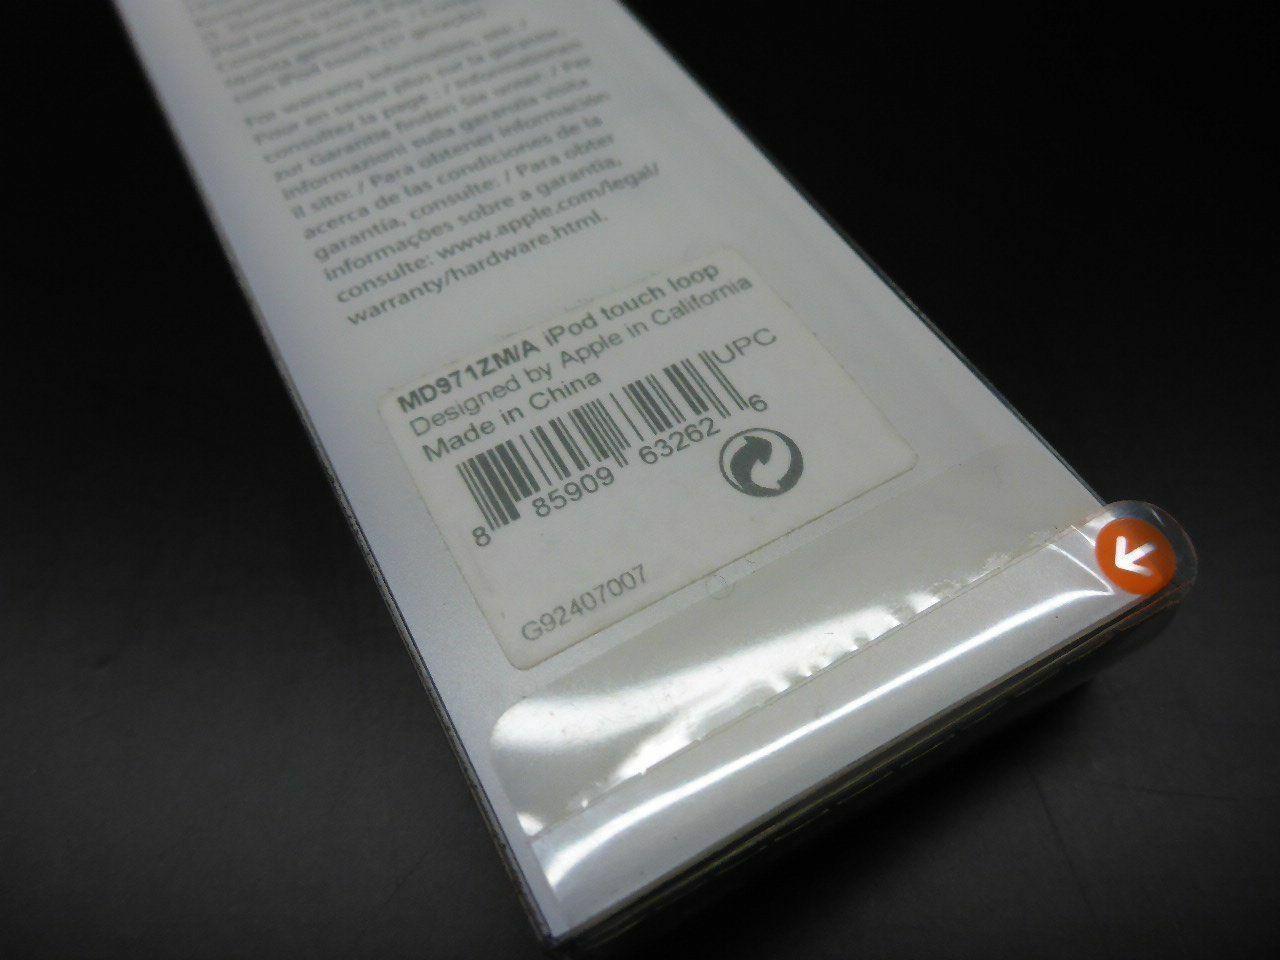 For warranty information, see: /
Pour en savoir plus sur la garantie,
consultez la page : / Informationen
zur Garantie finden Sie unter: / Per
informazioni sulla garanzia visita
il sito: / Para obtener información
acerca de las condiciones de la
garantía, consulte: / Para obter
informações sobre a garantia,
consulte: www.apple.com/legal/
warranty/hardware.html.
MD971ZM/A iPod touch loop
Designed by Apple in California
Made in China
UPC
8 85909 63262 6
G92407007